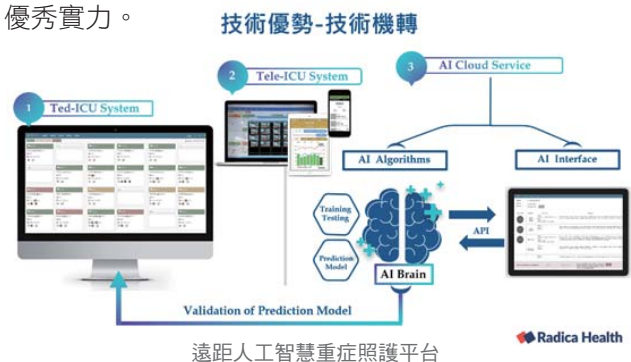 優秀實力。
技術優勢-技術機轉
1 Ted-ICU System
2 Tele-ICU System
3 AI Cloud Service
AI Algorithms
AI Interface
Training
Testing
Prediction
Model
AI Brain
API
Validation of Prediction Model
Radica Health
遠距人工智慧重症照護平台